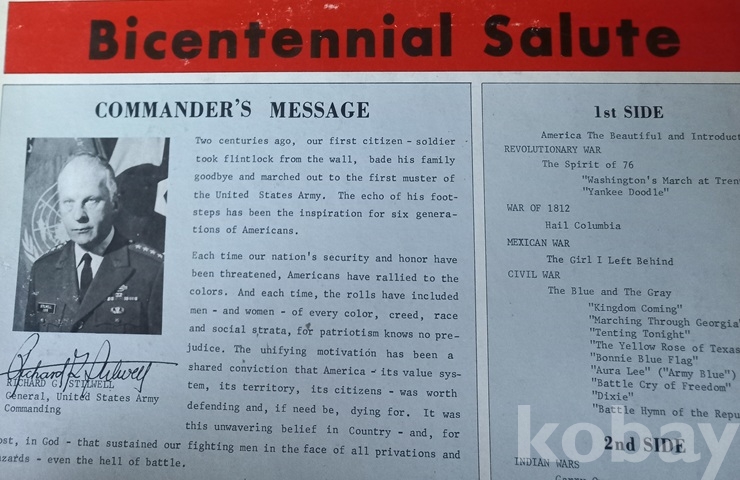 Bicentennial Salute
COMMANDER'S MESSAGE
Two centuries ago, our first citizen - soldier
took flintlock from the wall, bade his family
goodbye and marched out to the first muster of
the United States Army. The echo of his foot-
steps has been the inspiration for six genera-
tions of Americans.
Each time our nation's security and honor have
been threatened, Americans have rallied to the
colors. And each time, the rolls have included
men - and women - of every color, creed, race
and social strata, for patriotism knows no pre-
judice. The unifying motivation has been a
shared conviction that America - its value sys-
tem, its territory, its citizens - was worth
defending and, if need be, dying for. It was
this unwavering belief in Country - and, for
ost, in God - that sustained our fighting men in the face of all privations and
zards - even the hell of battle.
Richard G. Stilwell
RICHARD G. STILWELL
General, United States Army
Commanding
1st SIDE
America The Beautiful and Introduct
REVOLUTIONARY WAR
The Spirit of 76
"Washington's March at Tren
"Yankee Doodle"
WAR OF 1812
Hail Columbia
MEXICAN WAR
The Girl I Left Behind
CIVIL WAR
The Blue and The Gray
"Kingdom Coming"
"Marching Through Georgia"
"Tenting Tonight"
"The Yellow Rose of Texas
"Bonnie Blue Flag"
"Aura Lee" ("Army Blue")
"Battle Cry of Freedom"
"Dixie"
"Battle Hymn of the Repu
2nd SIDE
INDIAN WARS
kobay